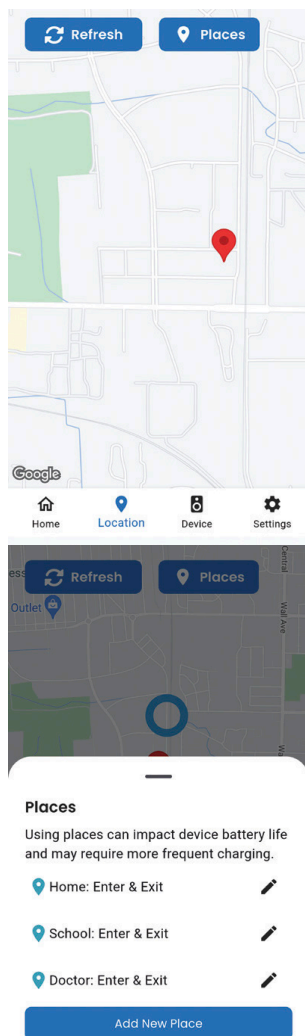 Refresh Places
Google
Home Location Device Settings
Refresh Places
Outlet
Central
Wall Ave
Places
Using places can impact device battery life
and may require more frequent charging.
Home: Enter & Exit
School: Enter & Exit
Doctor: Enter & Exit
Add New Place